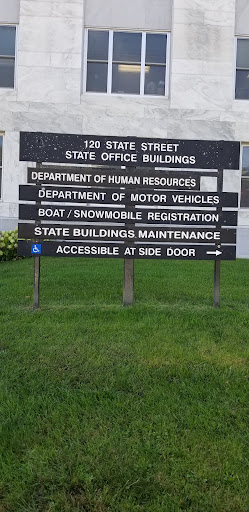 120 STATE STREET
STATE OFFICE BUILDINGS
DEPARTMENT OF HUMAN RESOURCES
DEPARTMENT OF MOTOR VEHICLES
BOAT / SNOWMOBILE REGISTRATION
STATE BUILDINGS MAINTENANCE
ACCESSIBLE AT SIDE DOOR